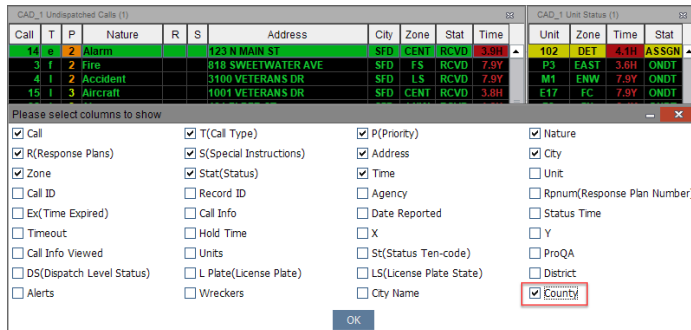 CAD_1 Undispatched Calls (1)
CAD_1 Unit Status (1)
Call T P Nature R S Address City Zone Stat Time
Unit Zone Time Stat
14 e 2 Alarm 123 N MAIN ST SFD CENT RCVD 3.9H
102 DET 4.1H ASSGN
3 f 2 Fire 818 SWEETWATER AVE SFD FS RCVD 7.9Y
P3 EAST 3.6H ONDT
4 l 2 Accident 3100 VETERANS DR SFD LS RCVD 7.9Y
M1 ENW 7.9Y ONDT
15 l 3 Aircraft 1001 VETERANS DR SFD CENT RCVD 3.8H
E17 FC 7.9Y ONDT
Please select columns to show
Call T(Call Type) P(Priority) Nature
R(Response Plans) S(Special Instructions) Address City
Zone Stat(Status) Time Unit
Call ID Record ID Agency Rpnum(Response Plan Number)
Ex(Time Expired) Call Info Date Reported Status Time
Timeout Hold Time X Y
Call Info Viewed Units St(Status Ten-code) ProQA
DS(Dispatch Level Status) L Plate(License Plate) LS(License Plate State) District
Alerts Wreckers City Name County
OK